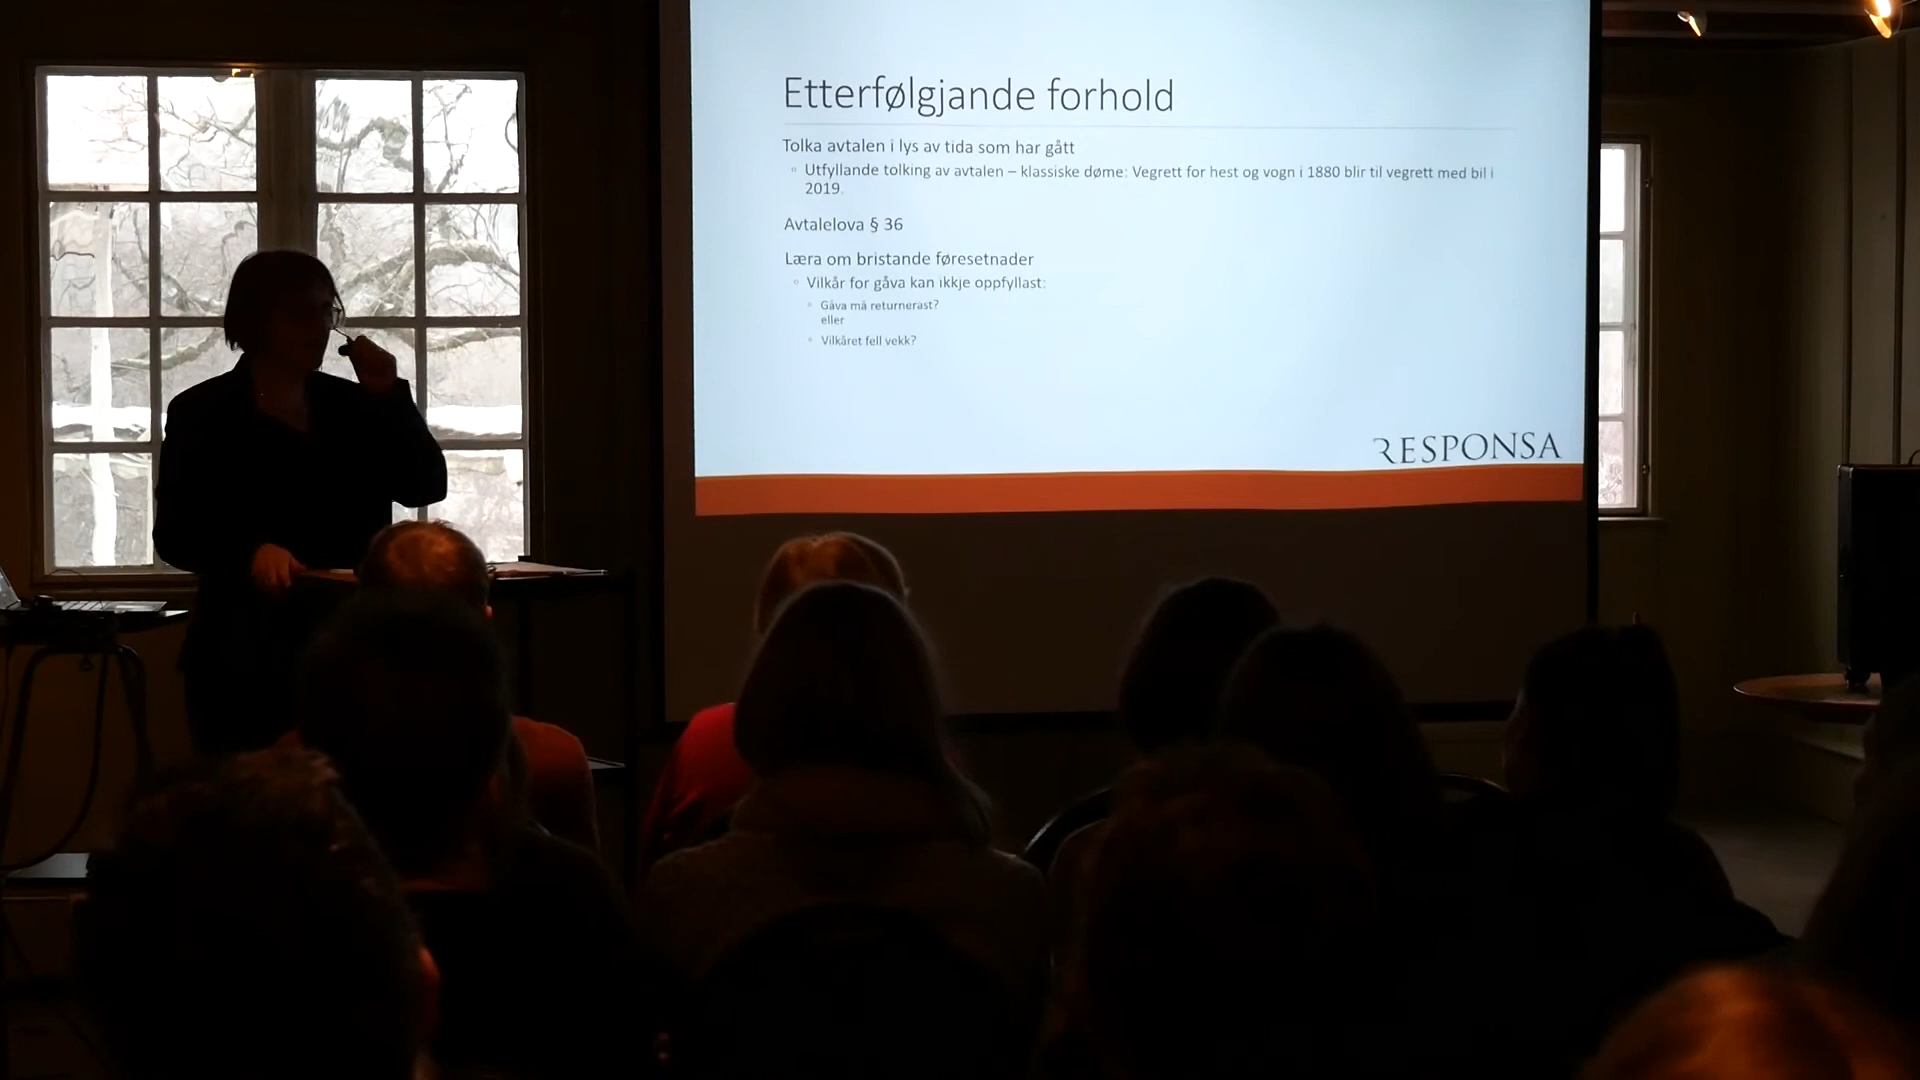 Etterfølgjande forhold
Tolka avtalen i lys av tida som har gått
Utfyllande tolking av avtalen – klassiske døme: Vegrett for hest og vogn i 1880 blir til vegrett med bil i
2019.
Avtalelova § 36
Læra om bristande føresetnader
Vilkår for gåva kan ikkje oppfyllast:
Gåva må returnerast?
eller
Vilkåret fell vekk?
RESPONSA